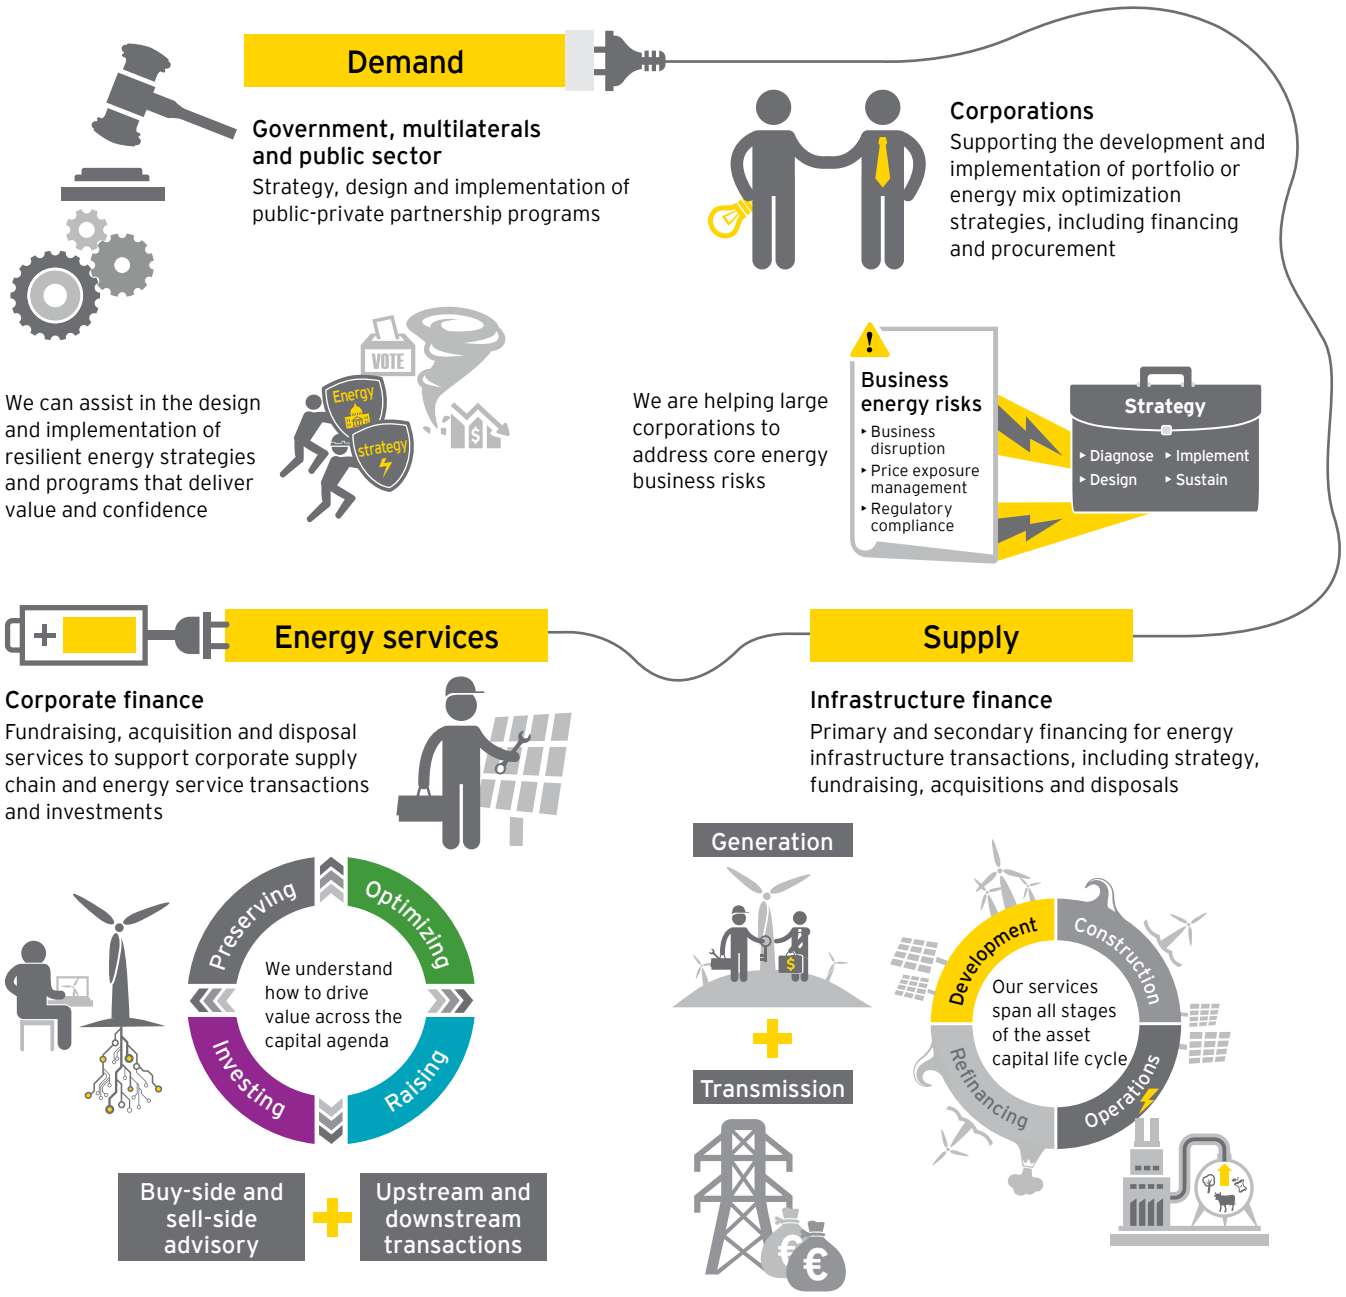 Demand
Government, multilaterals
and public sector
Strategy, design and implementation of
public-private partnership programs
Corporations
Supporting the development and
implementation of portfolio or
energy mix optimization
strategies, including financing
and procurement
We can assist in the design
and implementation of
resilient energy strategies
and programs that deliver
value and confidence
VOTE
Energy
strategy
$
We are helping large
corporations to
address core energy
business risks
!
Business
energy risks
‣ Business
disruption
‣ Price exposure
management
‣ Regulatory
compliance
Strategy
‣ Diagnose ‣ Implement
‣ Design ‣ Sustain
+
Energy services
Corporate finance
Fundraising, acquisition and disposal
services to support corporate supply
chain and energy service transactions
and investments
Preserving
Optimizing
Investing
Raising
We understand
how to drive
value across the
capital agenda
Buy-side and
sell-side
advisory
+
Upstream and
downstream
transactions
Supply
Infrastructure finance
Primary and secondary financing for energy
infrastructure transactions, including strategy,
fundraising, acquisitions and disposals
Generation
$
+
Transmission
€
€
Development
Construction
Refinancing
Operations
Our services
span all stages
of the asset
capital life cycle